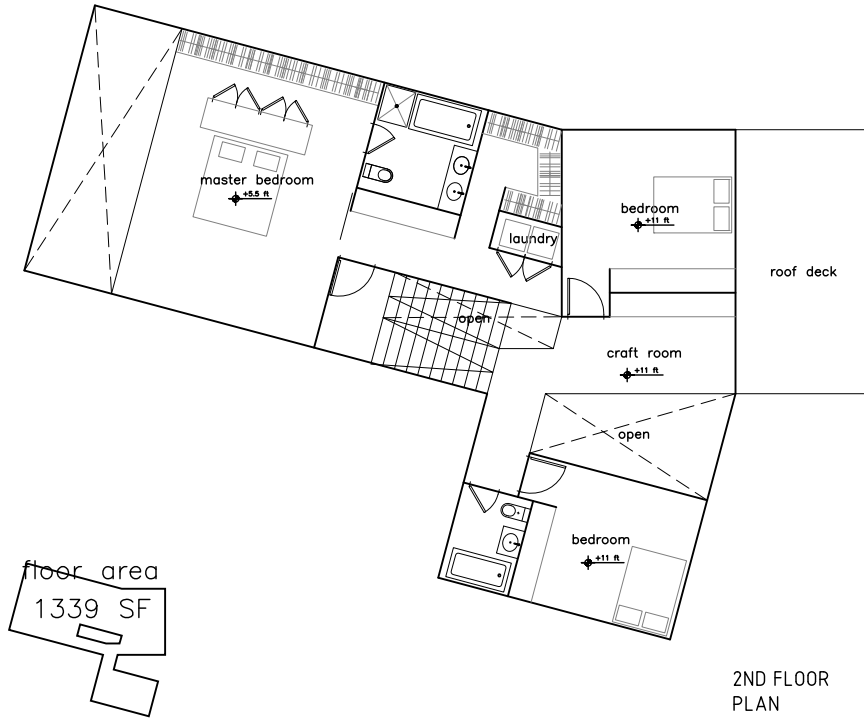 master bedroom
+5.5 ft
bedroom
+11 ft
laundry
roof deck
open
craft room
+11 ft
open
bedroom
+11 ft
floor area
1339 SF
2ND FLOOR
PLAN